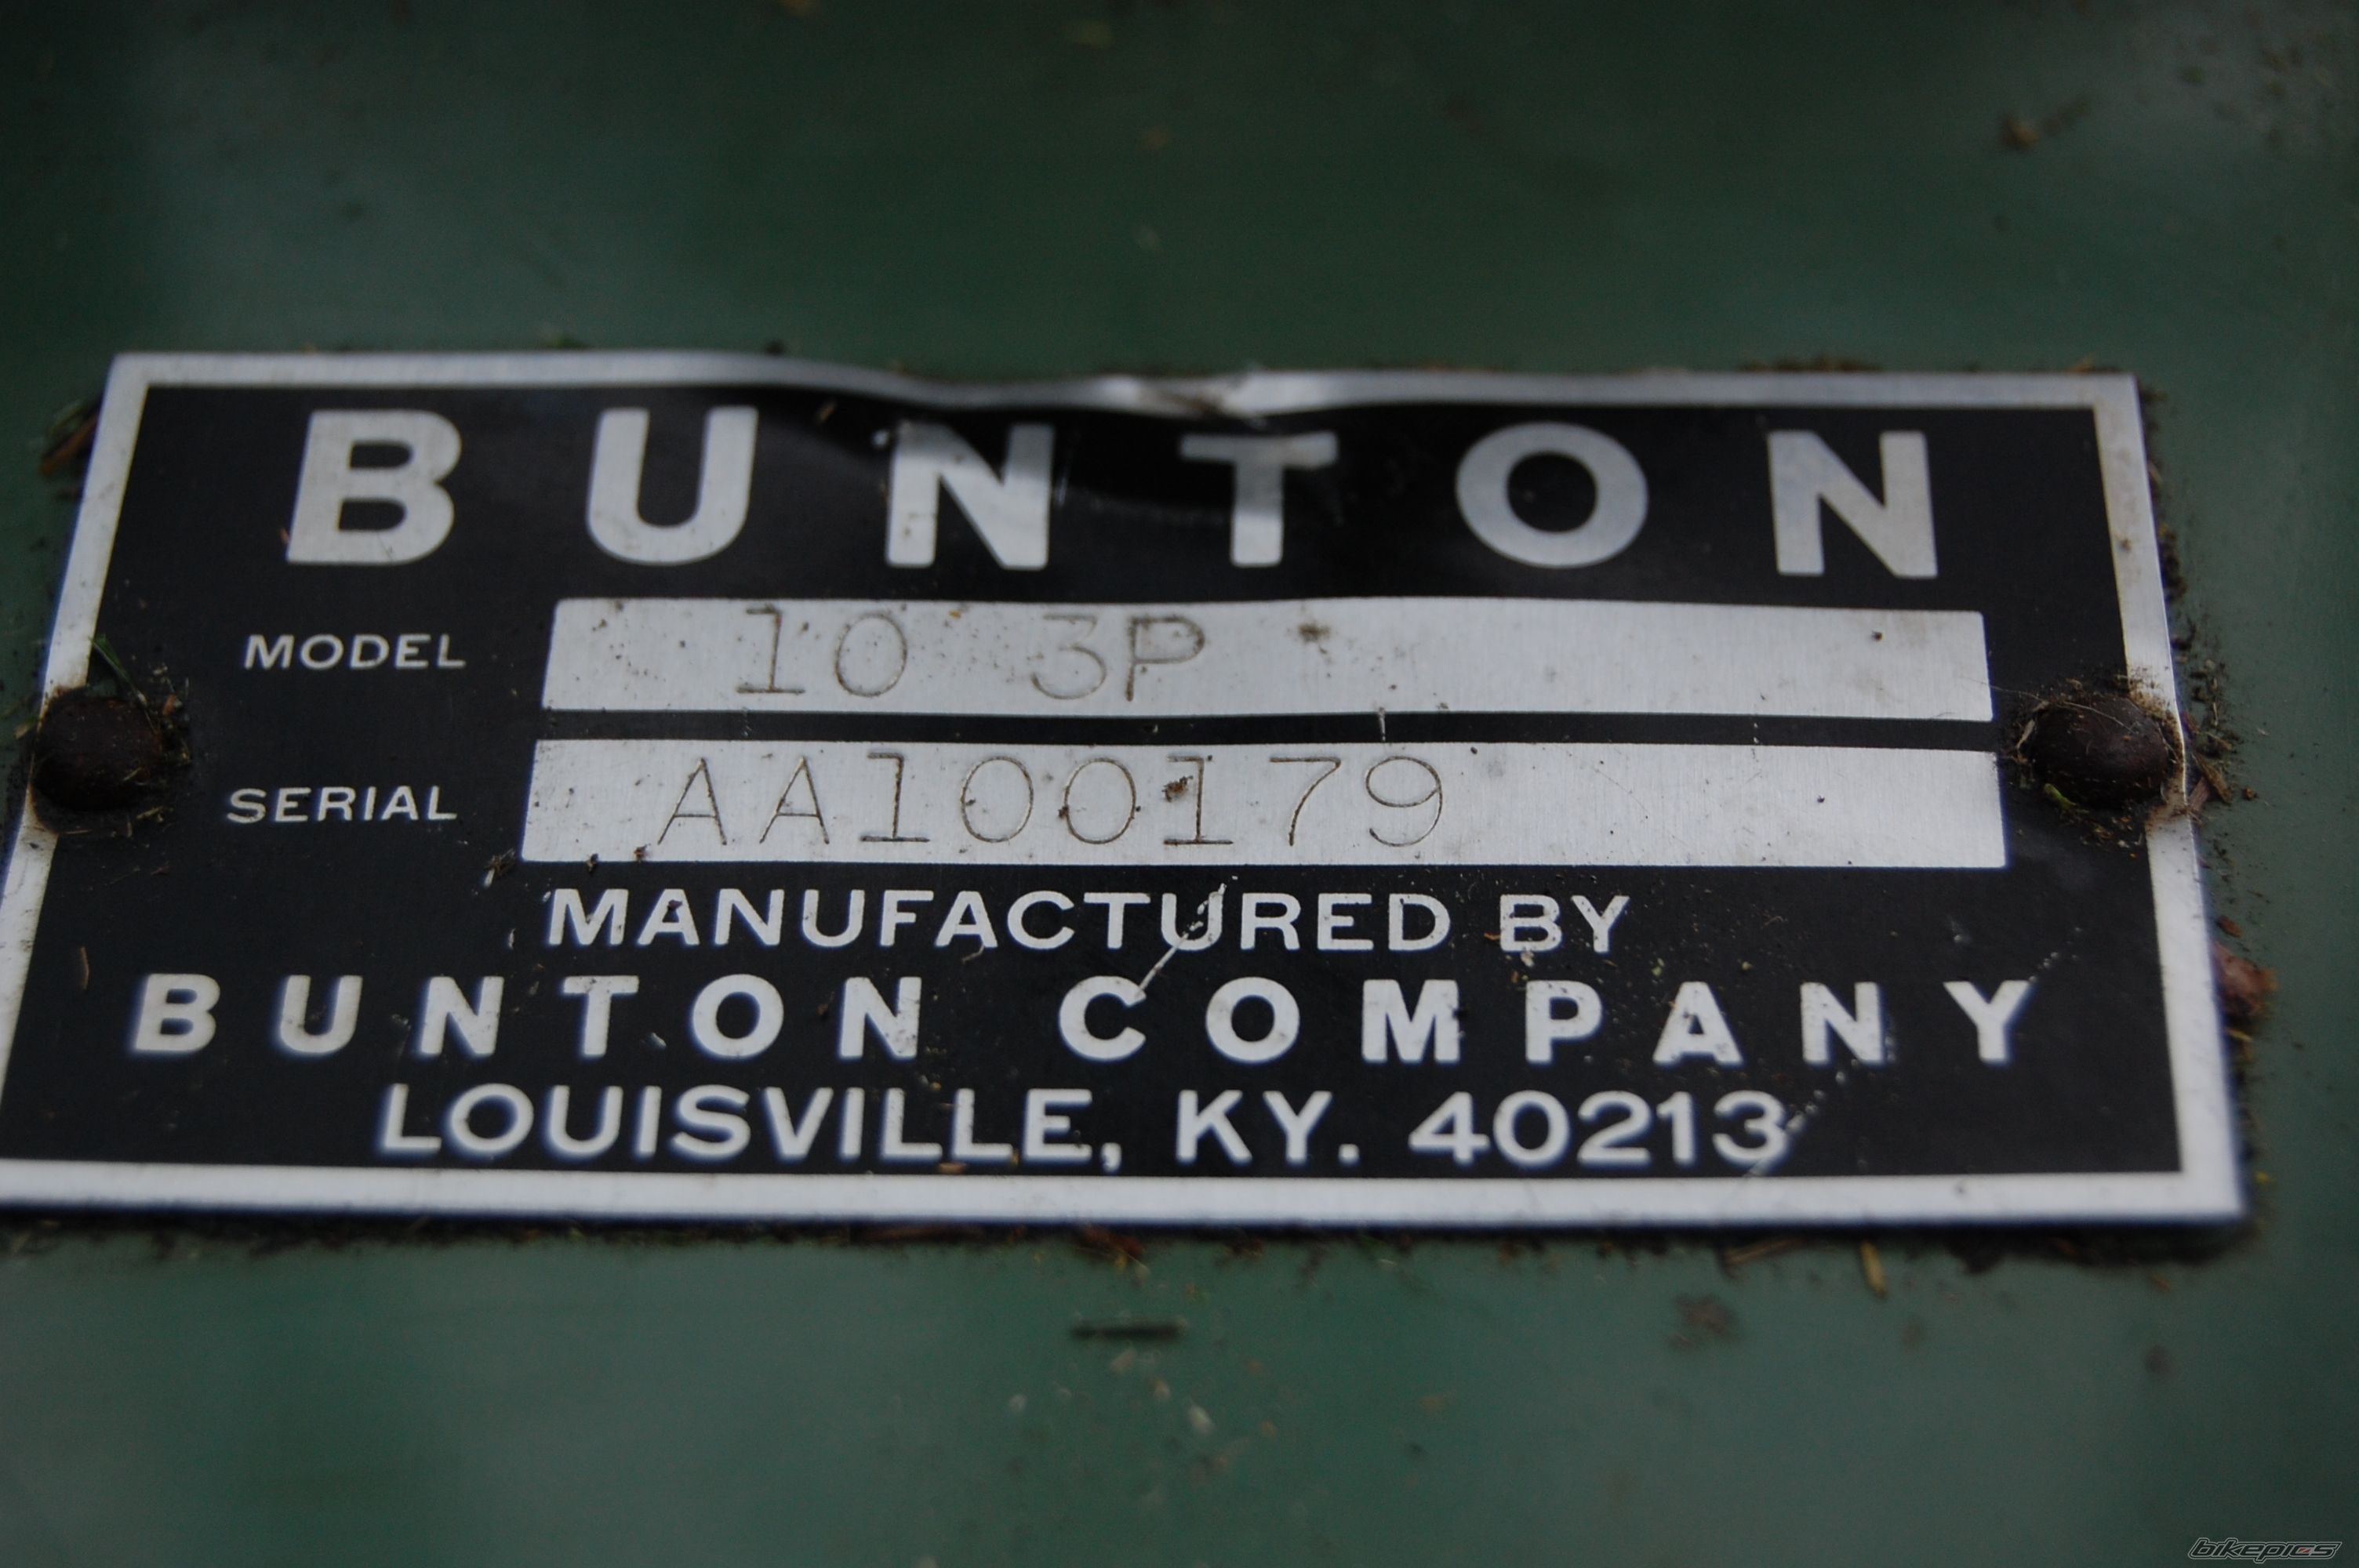 BUNTON
MODEL 10 3P
SERIAL AA100179
MANUFACTURED BY
BUNTON COMPANY
LOUISVILLE, KY. 40213
bikepics